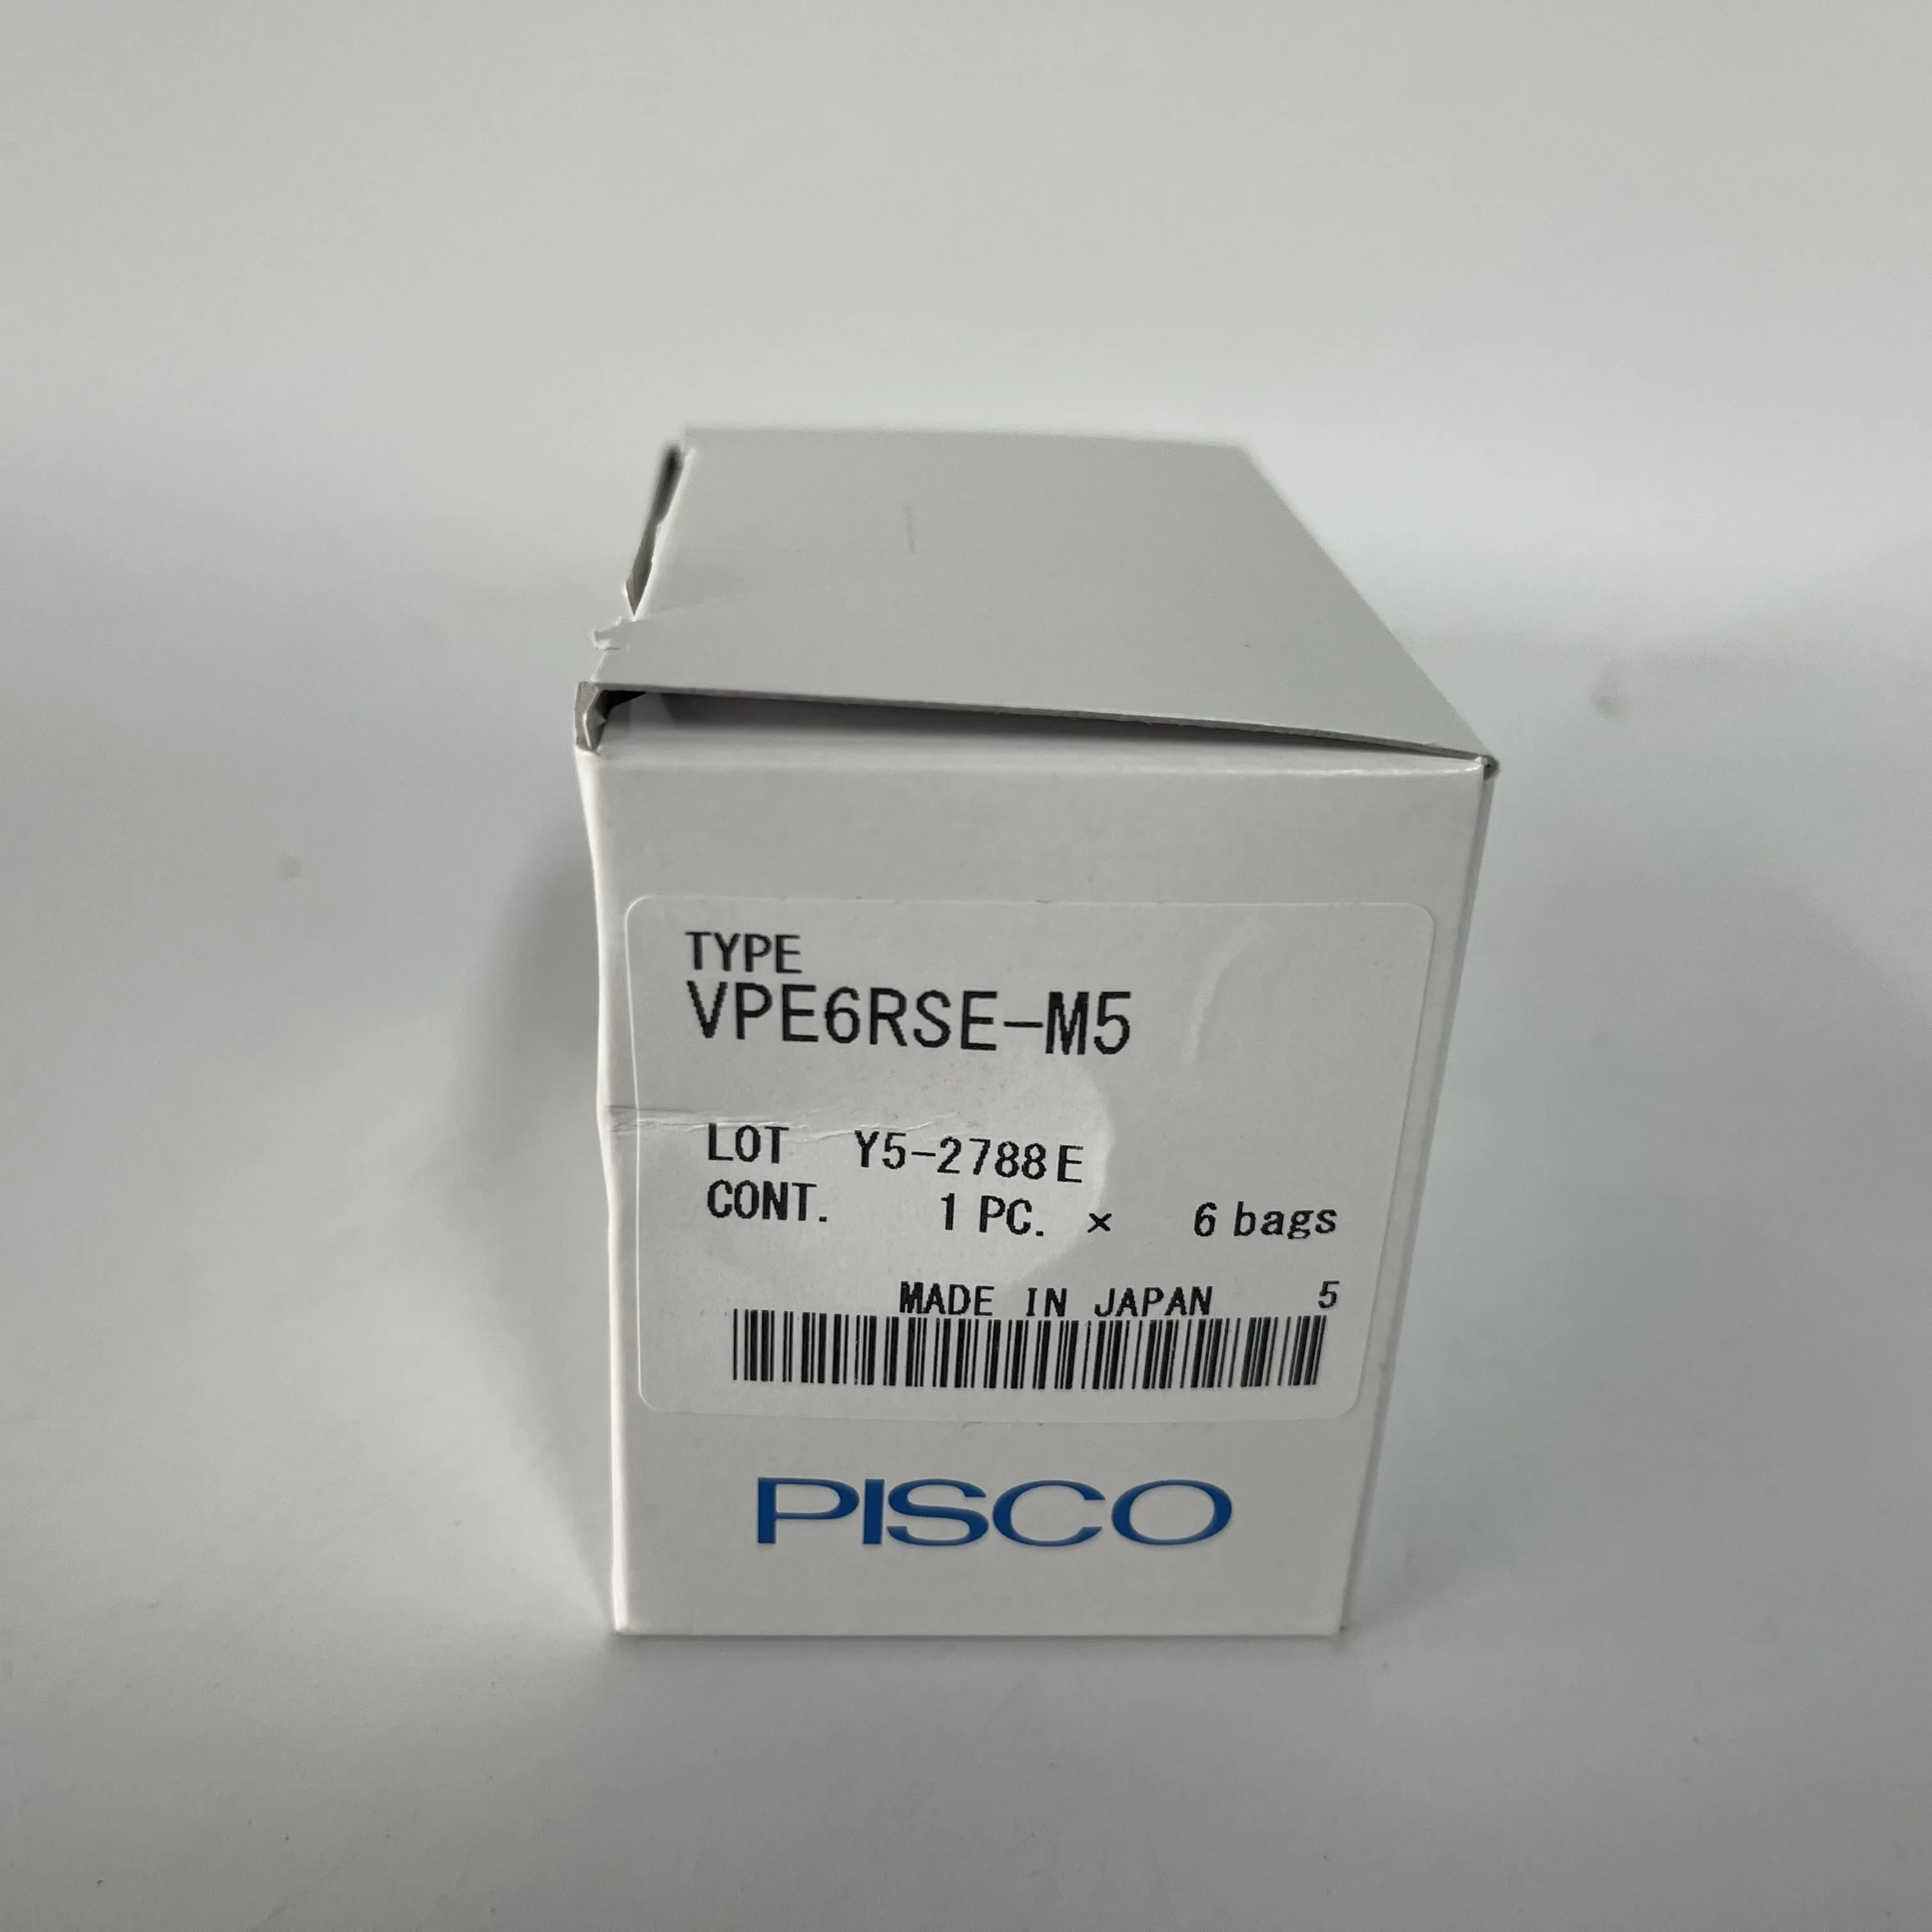 TYPE
VPE6RSE-M5
LOT Y5-2788E
CONT. 1 PC. × 6 bags
MADE IN JAPAN 5
PISCO